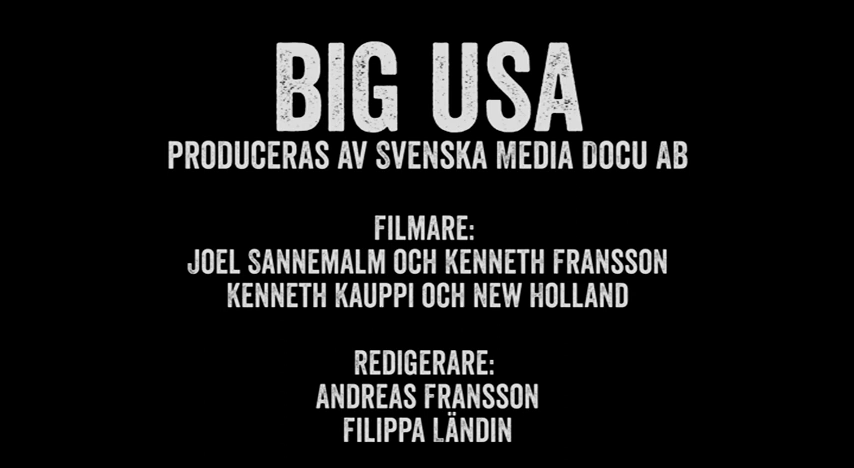 BIG USA
PRODUCERAS AV SVENSKA MEDIA DOCU AB
FILMARE:
JOEL SANNEMALM OCH KENNETH FRANSSON
KENNETH KAUPPI OCH NEW HOLLAND
REDIGERARE:
ANDREAS FRANSSON
FILIPPA LÄNDIN